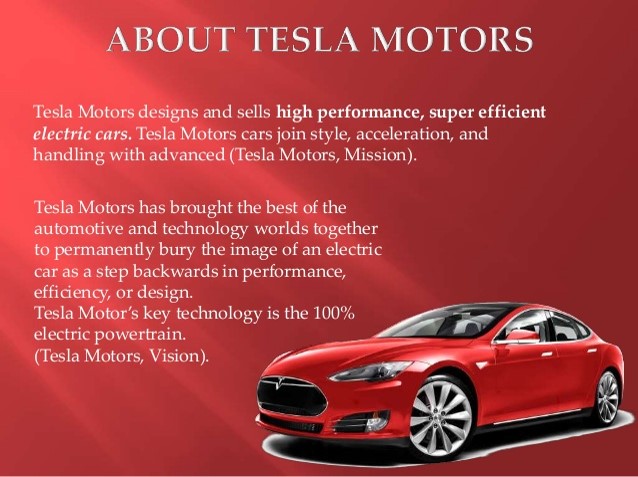 ABOUT TESLA MOTORS
Tesla Motors designs and sells high performance, super efficient
electric cars. Tesla Motors cars join style, acceleration, and
handling with advanced (Tesla Motors, Mission).
Tesla Motors has brought the best of the
automotive and technology worlds together
to permanently bury the image of an electric
car as a step backwards in performance,
efficiency, or design.
Tesla Motor’s key technology is the 100%
electric powertrain.
(Tesla Motors, Vision).